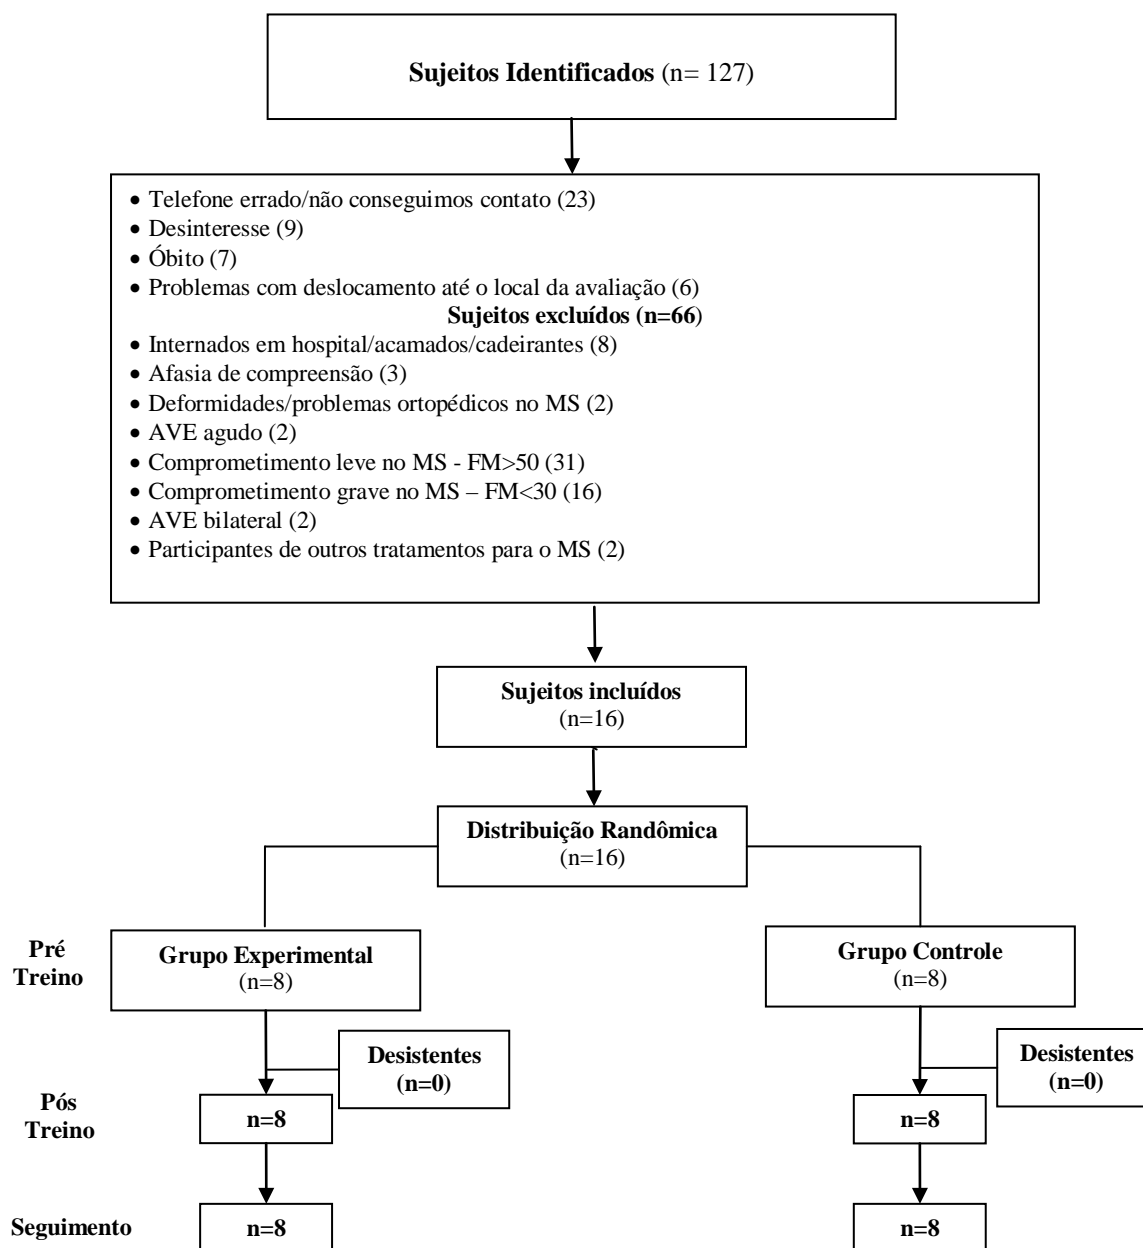 Sujeitos Identificados (n= 127)
• Telefone errado/não conseguimos contato (23)
• Desinteresse (9)
• Óbito (7)
• Problemas com deslocamento até o local da avaliação (6)
Sujeitos excluídos (n=66)
• Internados em hospital/acamados/cadeirantes (8)
• Afasia de compreensão (3)
• Deformidades/problemas ortopédicos no MS (2)
• AVE agudo (2)
• Comprometimento leve no MS - FM>50 (31)
• Comprometimento grave no MS – FM<30 (16)
• AVE bilateral (2)
• Participantes de outros tratamentos para o MS (2)
Sujeitos incluídos
(n=16)
Distribuição Randômica
(n=16)
Pré
Treino
Grupo Experimental
(n=8)
Grupo Controle
(n=8)
Desistentes
(n=0)
Desistentes
(n=0)
Pós
Treino
n=8
n=8
Seguimento
n=8
n=8